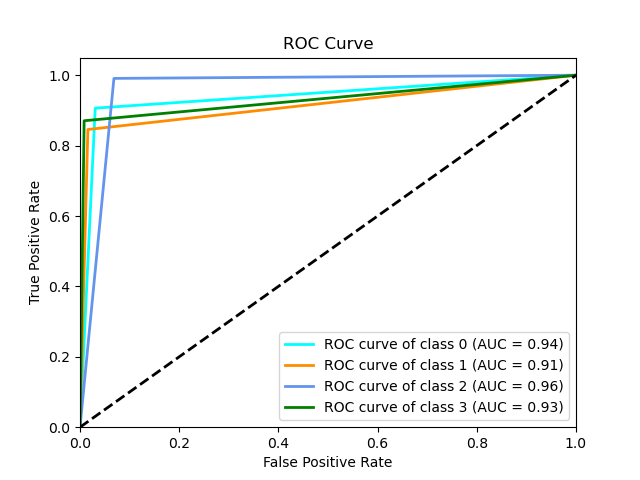 ROC Curve
True Positive Rate
1.0
0.8
0.6
0.4
0.2
0.0
ROC curve of class 0 (AUC = 0.94)
ROC curve of class 1 (AUC = 0.91)
ROC curve of class 2 (AUC = 0.96)
ROC curve of class 3 (AUC = 0.93)
0.0 0.2 0.4 0.6 0.8 1.0
False Positive Rate